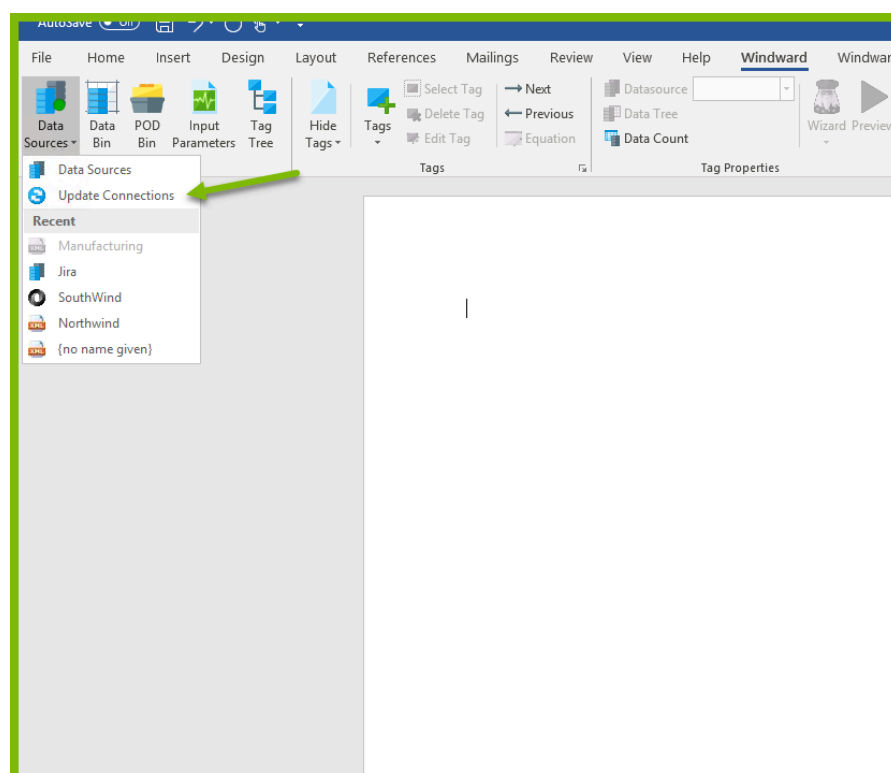 AutoSave Off
File Home Insert Design Layout References Mailings Review View Help Windward Windwar
Data Sources
Data Bin
POD Bin
Input Parameters
Tag Tree
Hide Tags
Tags
Select Tag
Delete Tag
Edit Tag
Next
Previous
Equation
Tags
Datasource
Data Tree
Data Count
Tag Properties
Wizard Preview
Data Sources
Update Connections
Recent
XML Manufacturing
Jira
SouthWind
XML Northwind
XML {no name given}